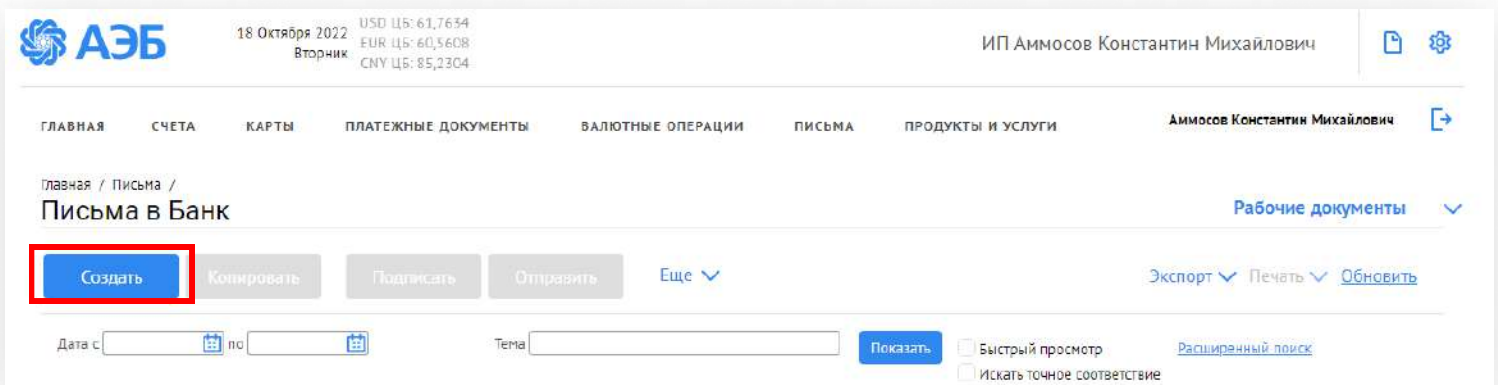 АЭБ
18 Октября 2022
Вторник
USD ЦБ: 61,7634
EUR ЦБ: 60,5608
CNY ЦБ: 85,2304
ИП Аммосов Константин Михайлович
ГЛАВНАЯ СЧЕТА КАРТЫ ПЛАТЕЖНЫЕ ДОКУМЕНТЫ ВАЛЮТНЫЕ ОПЕРАЦИИ ПИСЬМА ПРОДУКТЫ И УСЛУГИ Аммосов Константин Михайлович
Главная / Письма /
Письма в Банк Рабочие документы
Создать Копировать Подписать Отправить Еще Экспорт Печать Обновить
Дата с по Тема Показать Быстрый просмотр Расширенный поиск
Искать точное соответствие